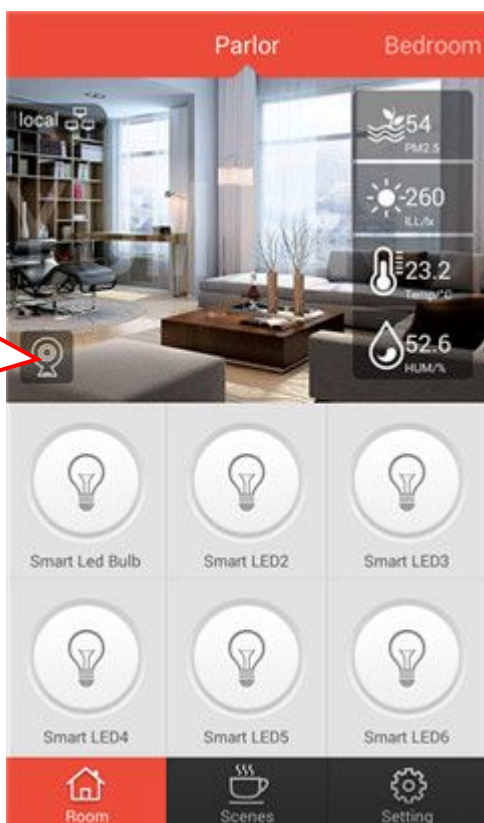 Parlor Bedroom
local
54
PM2.5
260
ILL/lx
23.2
Temp/°C
52.6
HUM/%
Smart Led Bulb Smart LED2 Smart LED3
Smart LED4 Smart LED5 Smart LED6
Room Scenes Setting